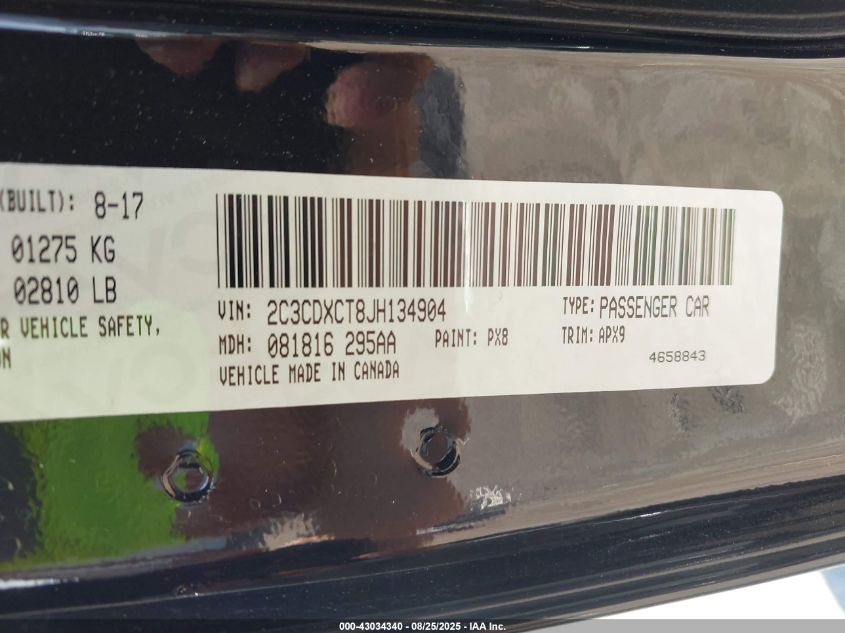 (BUILT): 8-17
01275 KG
02810 LB
R VEHICLE SAFETY,
ON
VIN: 2C3CDXCT8JH134904
TYPE: PASSENGER CAR
MDH: 081816 295AA
PAINT: PX8
TRIM: APX9
VEHICLE MADE IN CANADA
4658843
000-43034340 - 08/25/2025 - IAA Inc.